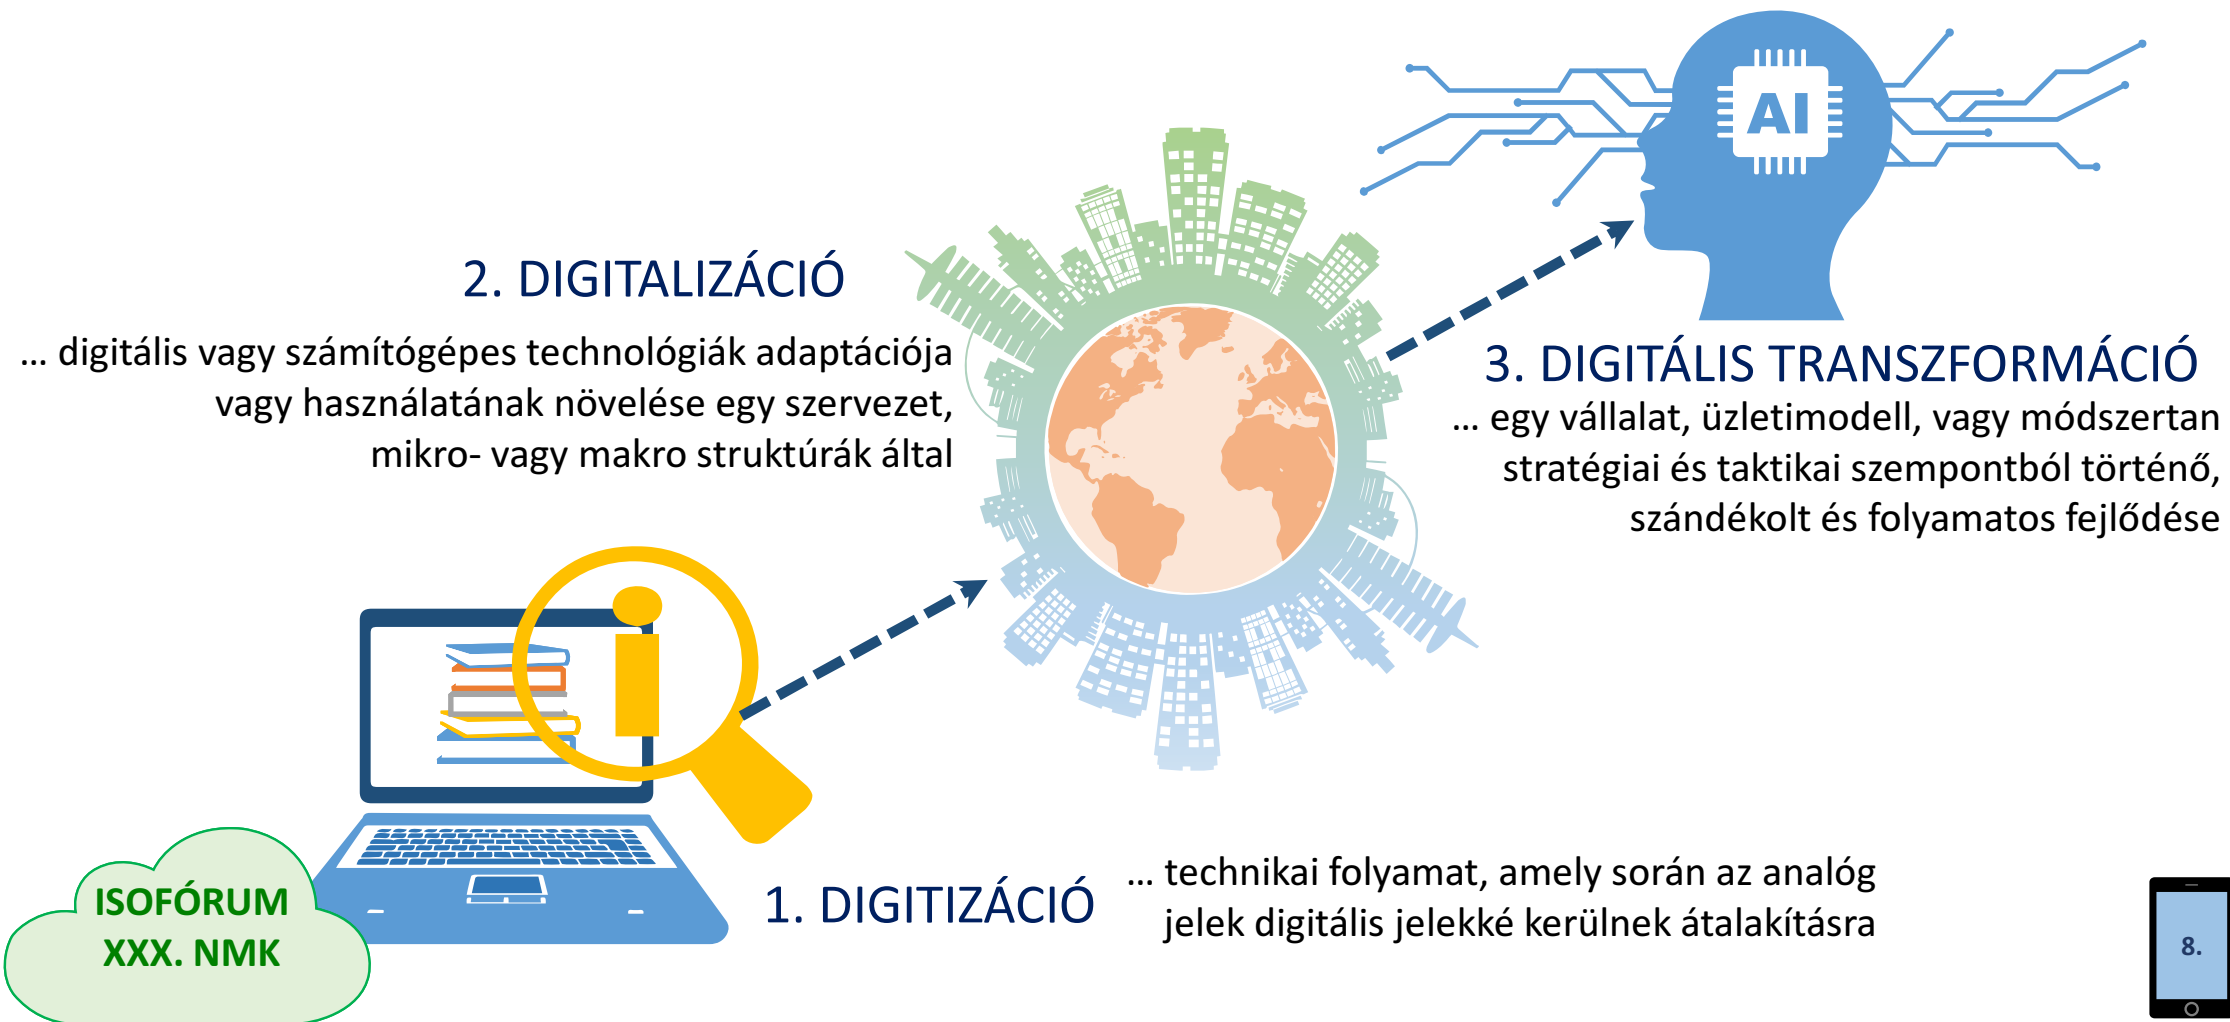 AI
2. DIGITALIZÁCIÓ
... digitális vagy számítógépes technológiák adaptációja
vagy használatának növelése egy szervezet,
mikro- vagy makro struktúrák által
3. DIGITÁLIS TRANSZFORMÁCIÓ
... egy vállalat, üzletimodell, vagy módszertan
stratégiai és taktikai szempontból történő,
szándékolt és folyamatos fejlődése
i
1. DIGITIZÁCIÓ
... technikai folyamat, amely során az analóg
jelek digitális jelekké kerülnek átalakításra
ISOFÓRUM
XXX. NMK
8.